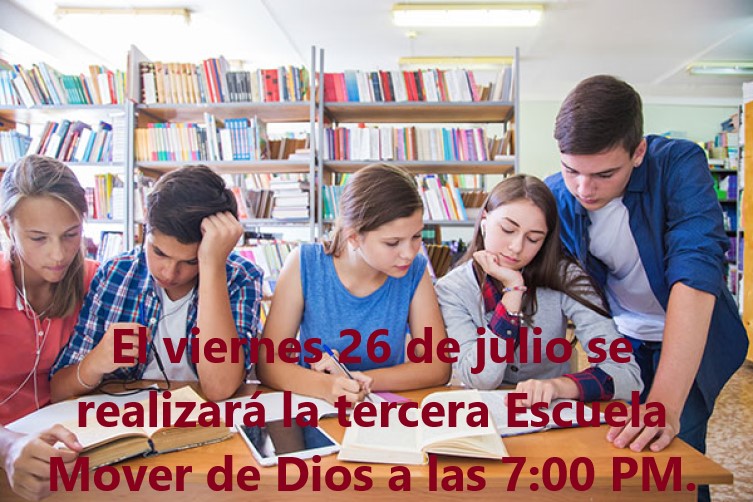 El viernes 26 de julio se
realizará la tercera Escuela
Mover de Dios a las 7:00 PM.